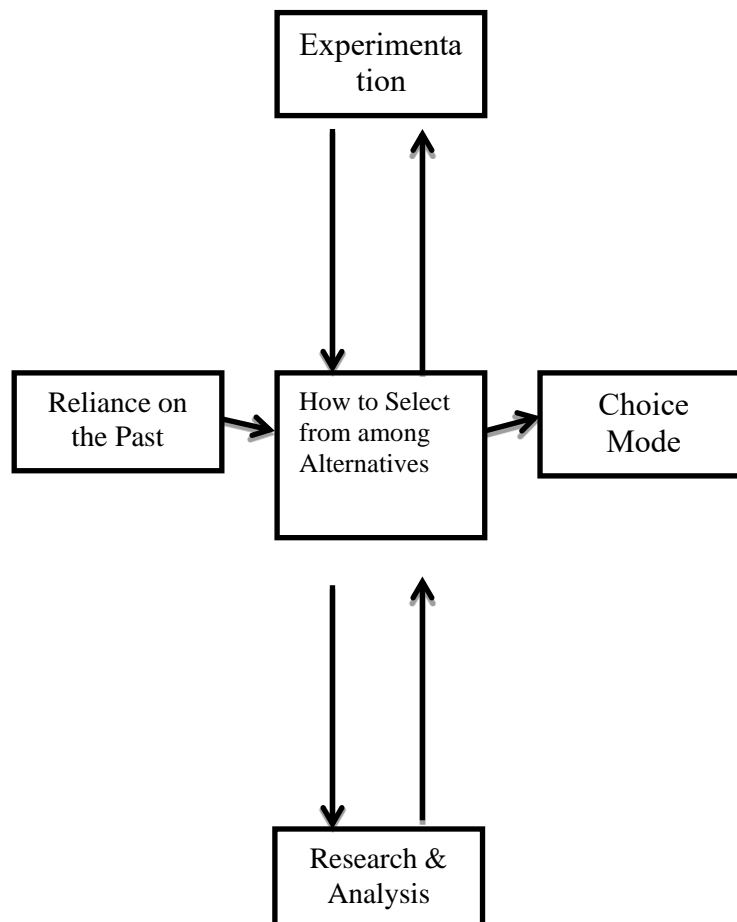 Experimenta
tion
Reliance on
the Past
How to Select
from among
Alternatives
Choice
Mode
Research &
Analysis